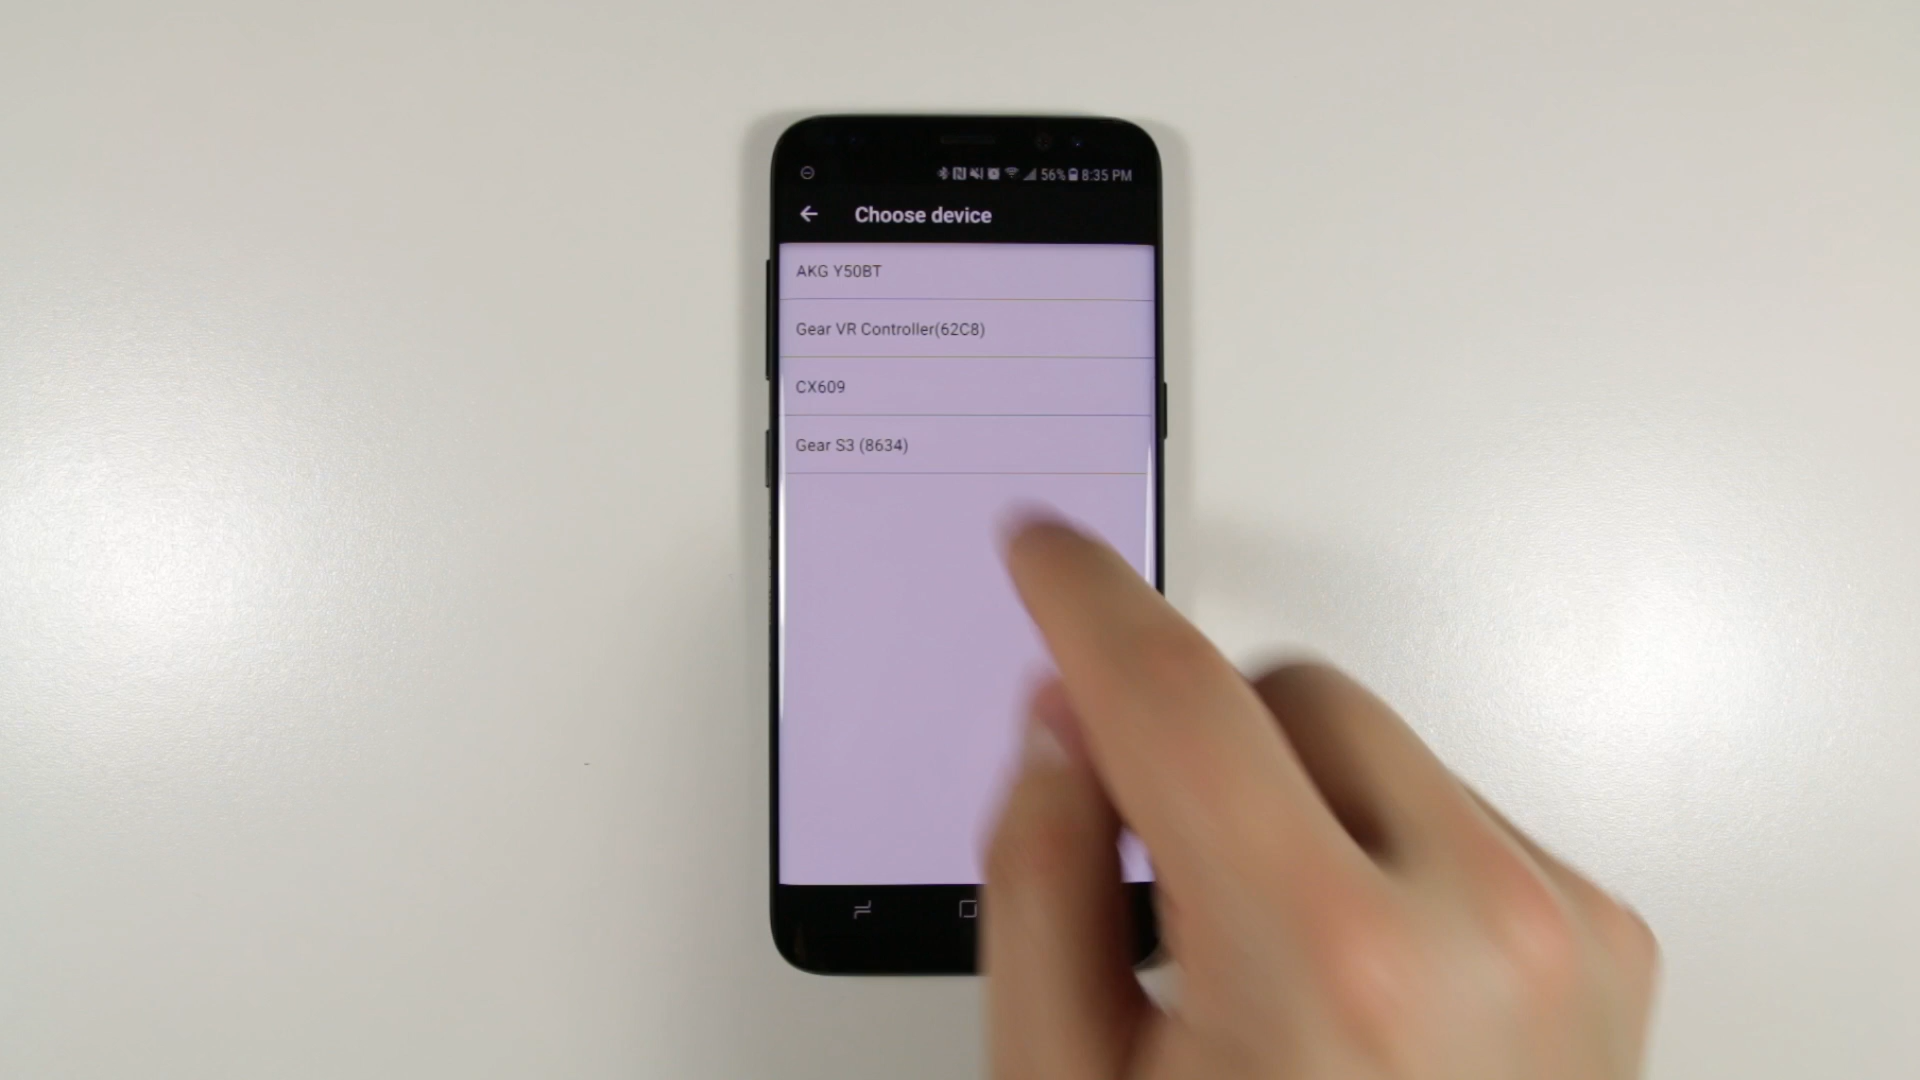 56% 8:35 PM
Choose device
AKG Y50BT
Gear VR Controller(62C8)
CX609
Gear S3 (8634)